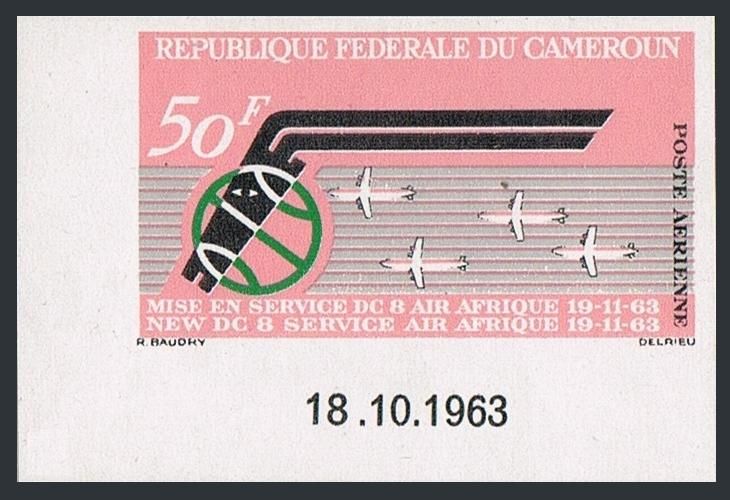 REPUBLIQUE FEDERALE DU CAMEROUN
50F
POSTE AERIENNE
MISE EN SERVICE DC 8 AIR AFRIQUE 19-11-63
NEW DC 8 SERVICE AIR AFRIQUE 19-11-63
R. BAUDRY
DELRIEU
18.10.1963